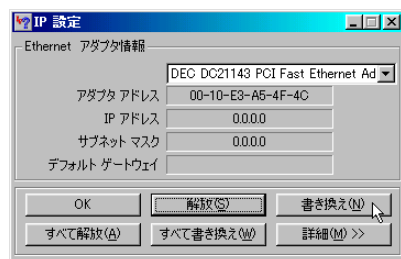 IP 設定
Ethernet アダプタ情報
DEC DC21143 PCI Fast Ethernet Ad
アダプタ アドレス 00-10-E3-A5-4F-4C
IP アドレス 0.0.0.0
サブネット マスク 0.0.0.0
デフォルト ゲートウェイ
OK 解放(S) 書き換え(N)
すべて解放(A) すべて書き換え(W) 詳細(M) >>